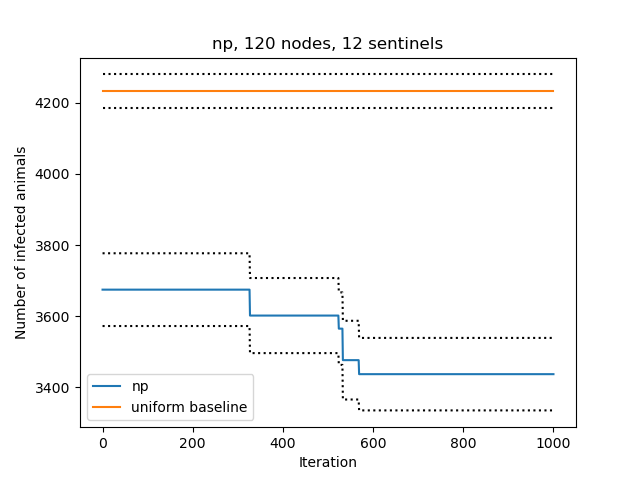 np, 120 nodes, 12 sentinels
Number of infected animals
4200
4000
3800
3600
3400
np
uniform baseline
0 200 400 600 800 1000
Iteration